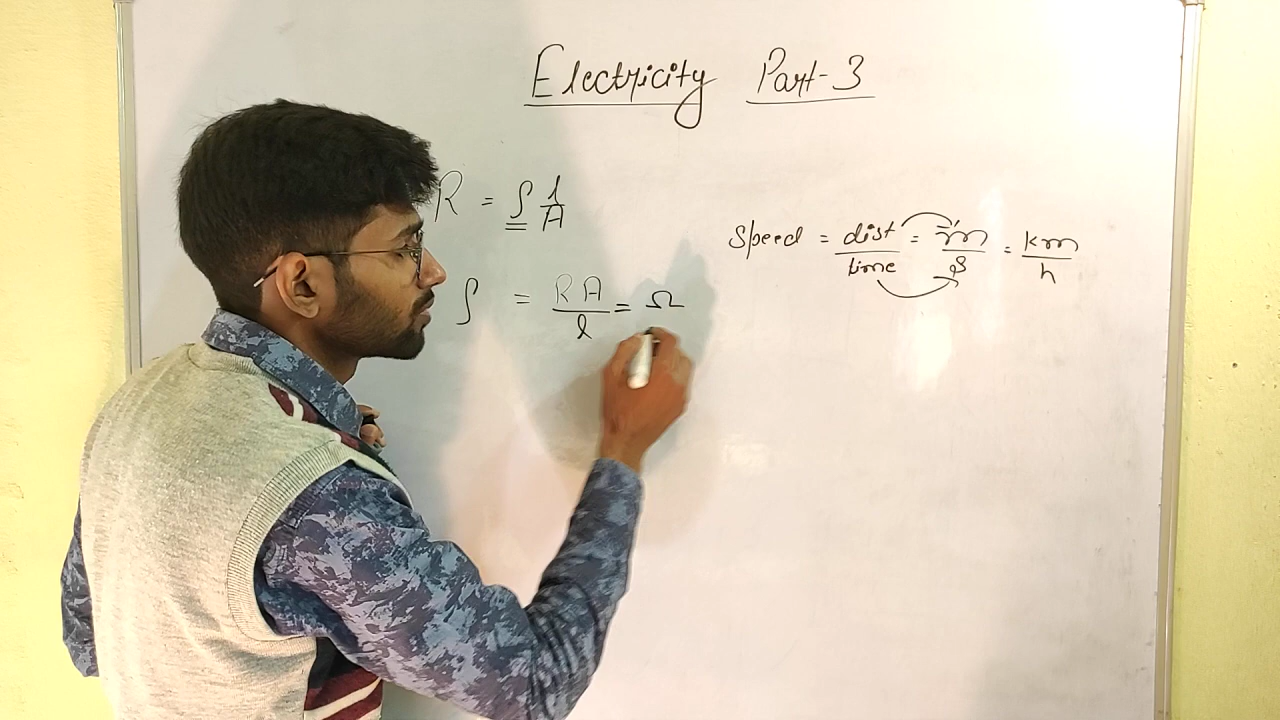 Electricity Part-3
R = ρ l/A
Speed = dist/time = m/s = km/h
ρ = RA/l = Ω